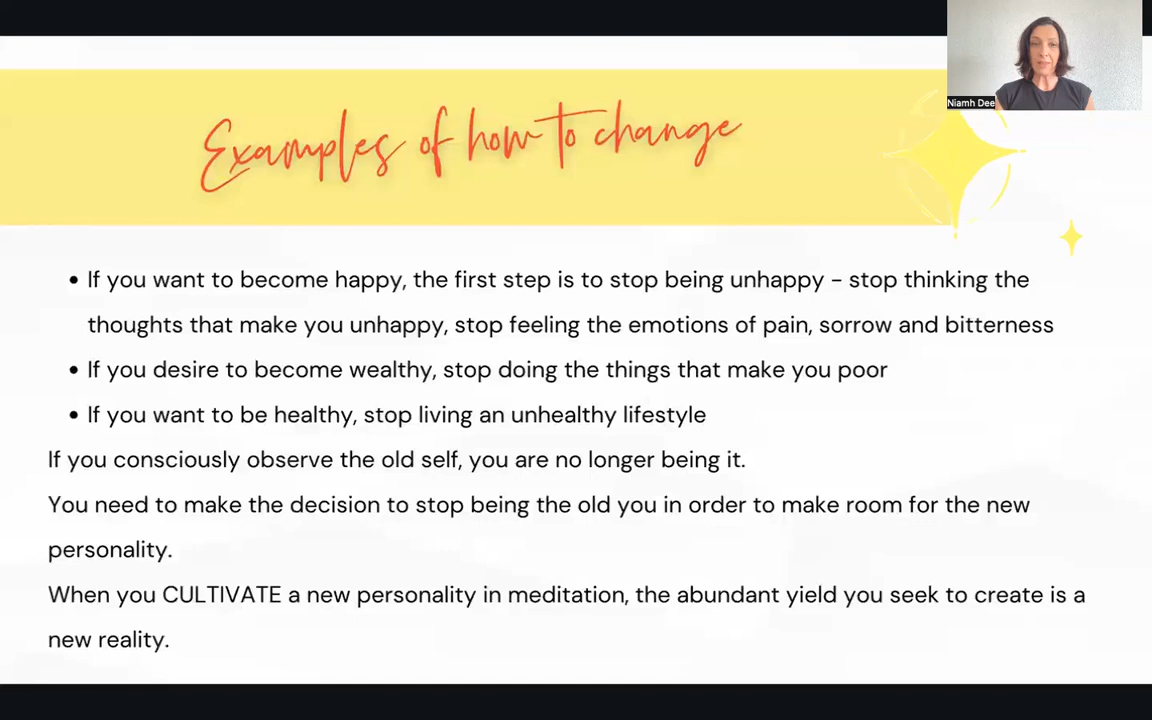 Niamh Dee
Examples of how to change
• If you want to become happy, the first step is to stop being unhappy - stop thinking the
thoughts that make you unhappy, stop feeling the emotions of pain, sorrow and bitterness
• If you desire to become wealthy, stop doing the things that make you poor
• If you want to be healthy, stop living an unhealthy lifestyle
If you consciously observe the old self, you are no longer being it.
You need to make the decision to stop being the old you in order to make room for the new
personality.
When you CULTIVATE a new personality in meditation, the abundant yield you seek to create is a
new reality.